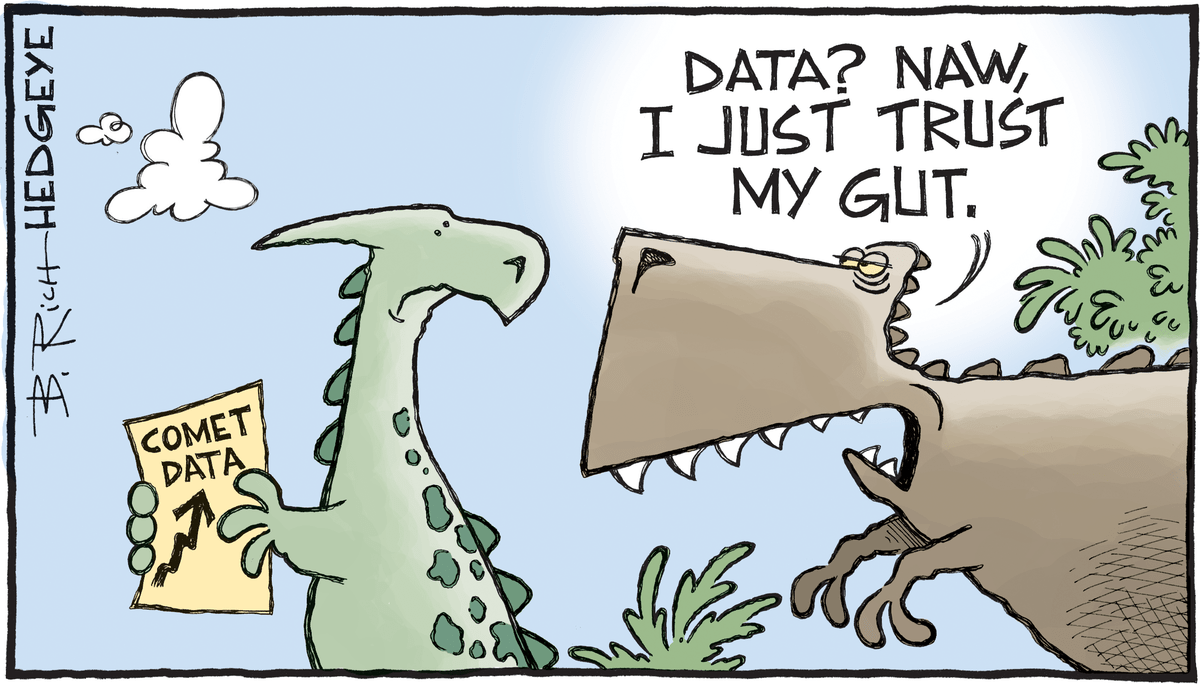 DATA? NAW,
I JUST TRUST
MY GUT.
COMET
DATA
B. Rich HEDGEYE